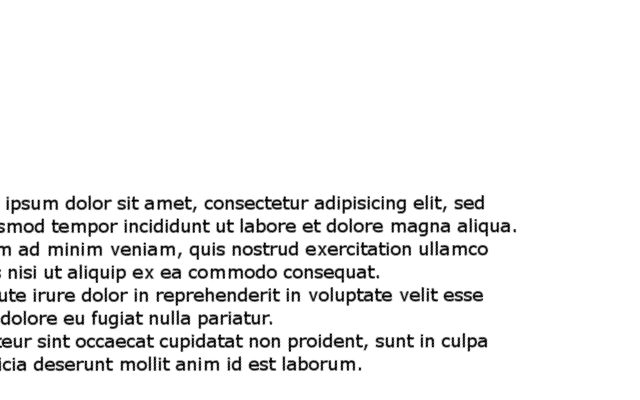 ipsum dolor sit amet, consectetur adipisicing elit, sed
smod tempor incididunt ut labore et dolore magna aliqua.
m ad minim veniam, quis nostrud exercitation ullamco
s nisi ut aliquip ex ea commodo consequat.
ute irure dolor in reprehenderit in voluptate velit esse
dolore eu fugiat nulla pariatur.
teur sint occaecat cupidatat non proident, sunt in culpa
icia deserunt mollit anim id est laborum.